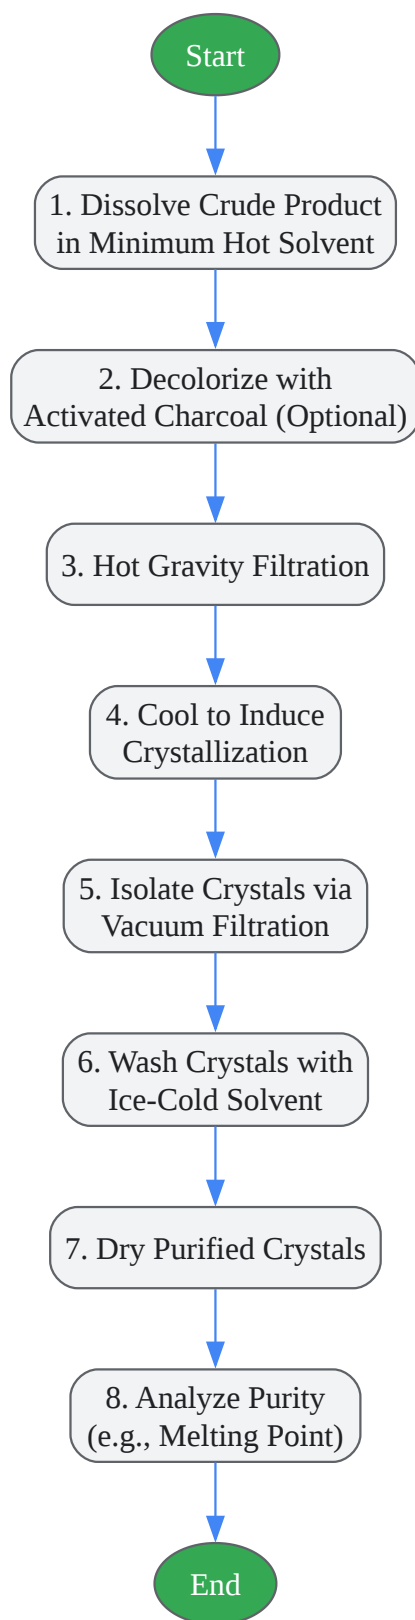 Start
1. Dissolve Crude Product
in Minimum Hot Solvent
2. Decolorize with
Activated Charcoal (Optional)
3. Hot Gravity Filtration
4. Cool to Induce
Crystallization
5. Isolate Crystals via
Vacuum Filtration
6. Wash Crystals with
Ice-Cold Solvent
7. Dry Purified Crystals
8. Analyze Purity
(e.g., Melting Point)
End